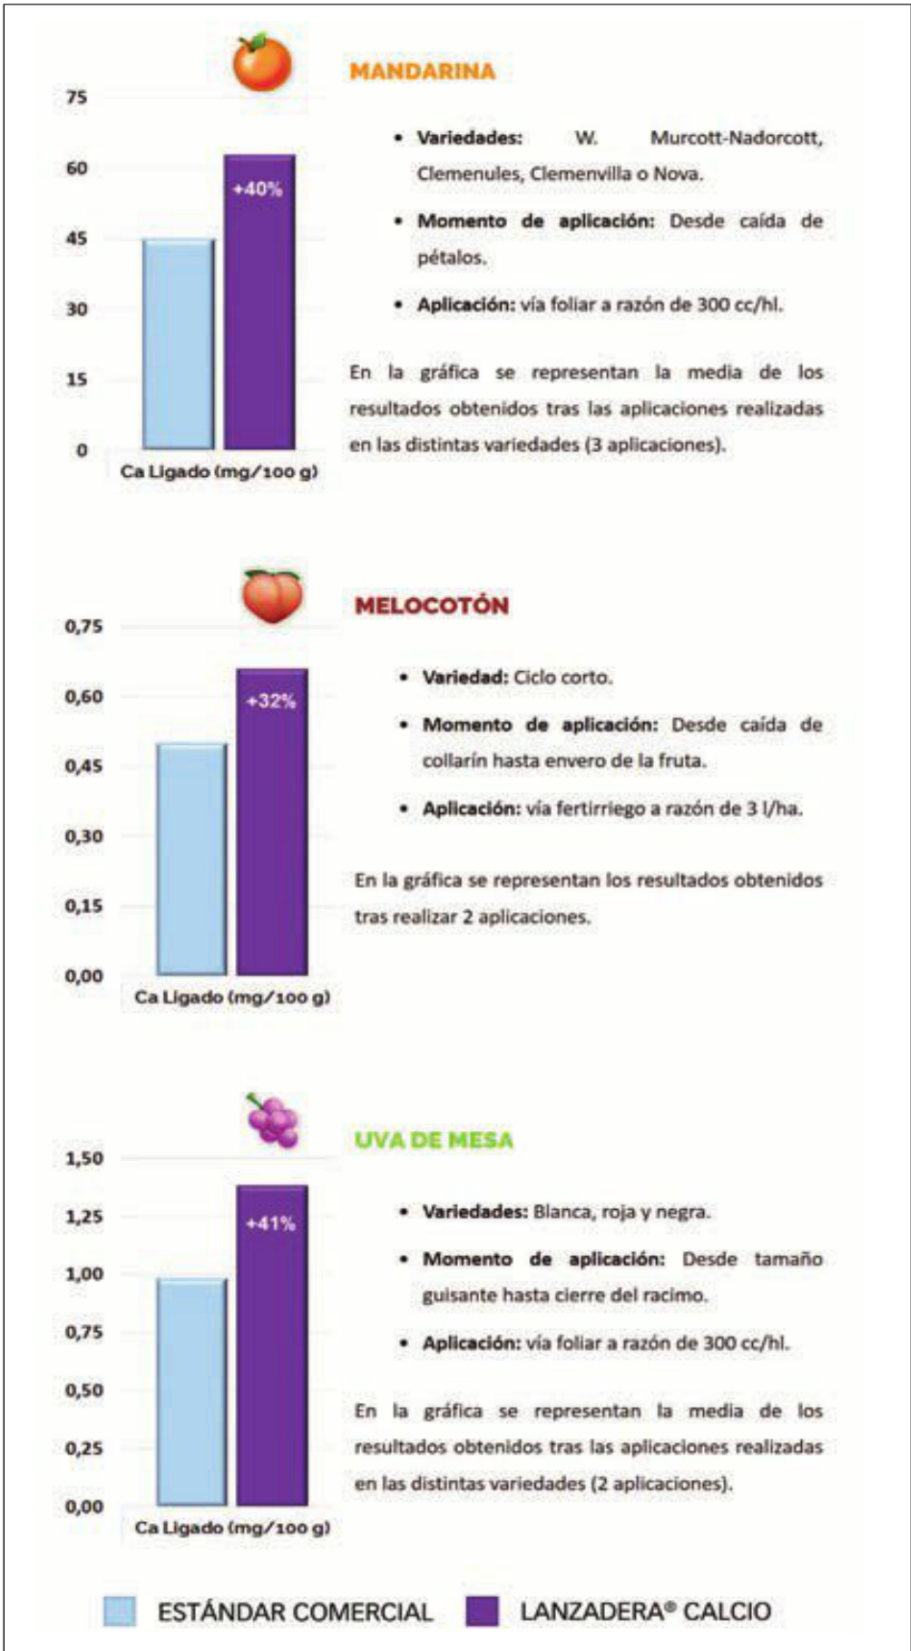 MANDARINA
75
60
45
30
15
0
+40%
Ca Ligado (mg/100 g)
• Variedades: W. Murcott-Nadorcott,
Clemenules, Clemenvilla o Nova.
• Momento de aplicación: Desde caída de
pétalos.
• Aplicación: vía foliar a razón de 300 cc/hl.
En la gráfica se representan la media de los
resultados obtenidos tras las aplicaciones realizadas
en las distintas variedades (3 aplicaciones).
MELOCOTÓN
0,75
0,60
0,45
0,30
0,15
0,00
+32%
Ca Ligado (mg/100 g)
• Variedad: Ciclo corto.
• Momento de aplicación: Desde caída de
collarín hasta envero de la fruta.
• Aplicación: vía fertirriego a razón de 3 l/ha.
En la gráfica se representan los resultados obtenidos
tras realizar 2 aplicaciones.
UVA DE MESA
1,50
1,25
1,00
0,75
0,50
0,25
0,00
+41%
Ca Ligado (mg/100 g)
• Variedades: Blanca, roja y negra.
• Momento de aplicación: Desde tamaño
guisante hasta cierre del racimo.
• Aplicación: vía foliar a razón de 300 cc/hl.
En la gráfica se representan la media de los
resultados obtenidos tras las aplicaciones realizadas
en las distintas variedades (2 aplicaciones).
ESTÁNDAR COMERCIAL
LANZADERA® CALCIO